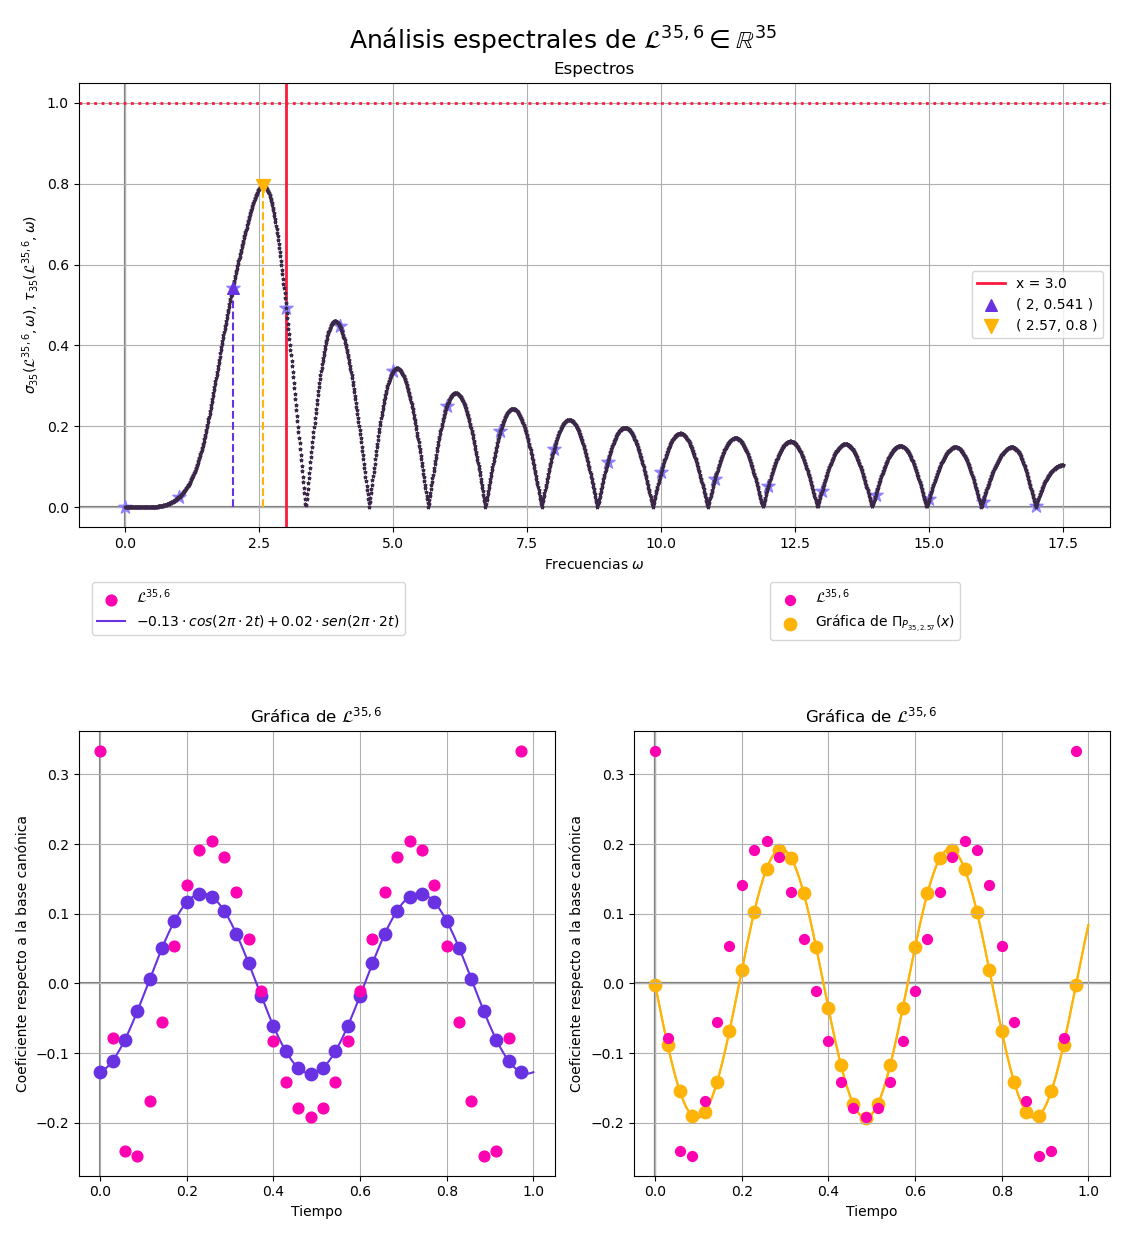 Análisis espectrales de ℒ^{35,6} ∈ ℝ^{35}
Espectros
1.0
0.8
0.6
0.4
0.2
0.0
σ_{35}(ℒ^{35,6}, ω), τ_{35}(ℒ^{35,6}, ω)
x = 3.0
( 2, 0.541 )
( 2.57, 0.8 )
0.0 2.5 5.0 7.5 10.0 12.5 15.0 17.5
Frecuencias ω
ℒ^{35,6}
−0.13 · cos(2π · 2t) + 0.02 · sen(2π · 2t)
ℒ^{35,6}
Gráfica de Π_{P_{35,2.57}}(x)
Gráfica de ℒ^{35,6}
0.3
0.2
0.1
0.0
−0.1
−0.2
Coeficiente respecto a la base canónica
0.0 0.2 0.4 0.6 0.8 1.0
Tiempo
Gráfica de ℒ^{35,6}
0.3
0.2
0.1
0.0
−0.1
−0.2
Coeficiente respecto a la base canónica
0.0 0.2 0.4 0.6 0.8 1.0
Tiempo